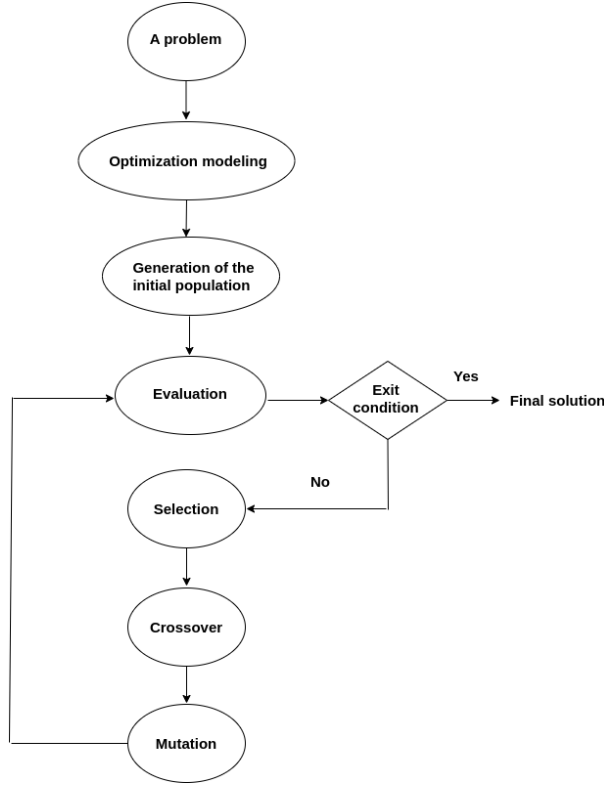 A problem
Optimization modeling
Generation of the
initial population
Evaluation
Exit
condition
Yes
Final solution
No
Selection
Crossover
Mutation